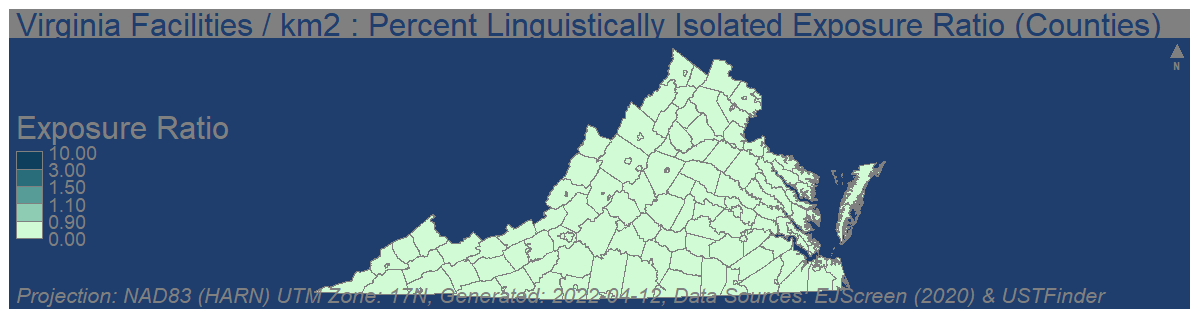 Virginia Facilities / km2 : Percent Linguistically Isolated Exposure Ratio (Counties)
N
Exposure Ratio
10.00
3.00
1.50
1.10
0.90
0.00
Projection: NAD83 (HARN) UTM Zone: 17N, Generated: 2022-04-12, Data Sources: EJScreen (2020) & USTFinder